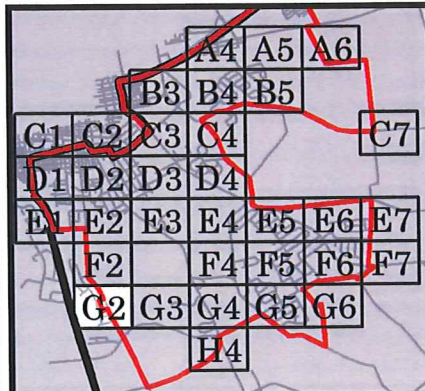 A4 A5 A6
B3 B4 B5
C1 C2 C3 C4 C7
D1 D2 D3 D4
E1 E2 E3 E4 E5 E6 E7
F2 F4 F5 F6 F7
G2 G3 G4 G5 G6
H4